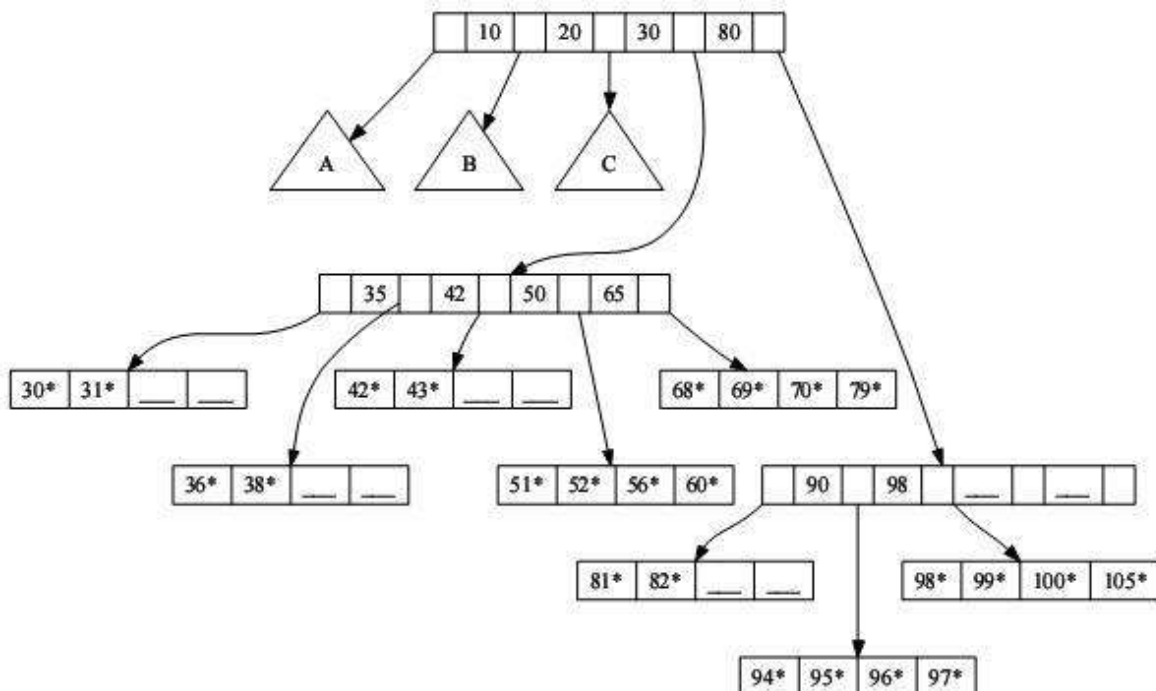 10 20 30 80
A B C
35 42 50 65
30* 31* ___ ___
42* 43* ___ ___
68* 69* 70* 79*
36* 38* ___ ___
51* 52* 56* 60*
90 98 ___ ___
81* 82* ___ ___
98* 99* 100* 105*
94* 95* 96* 97*